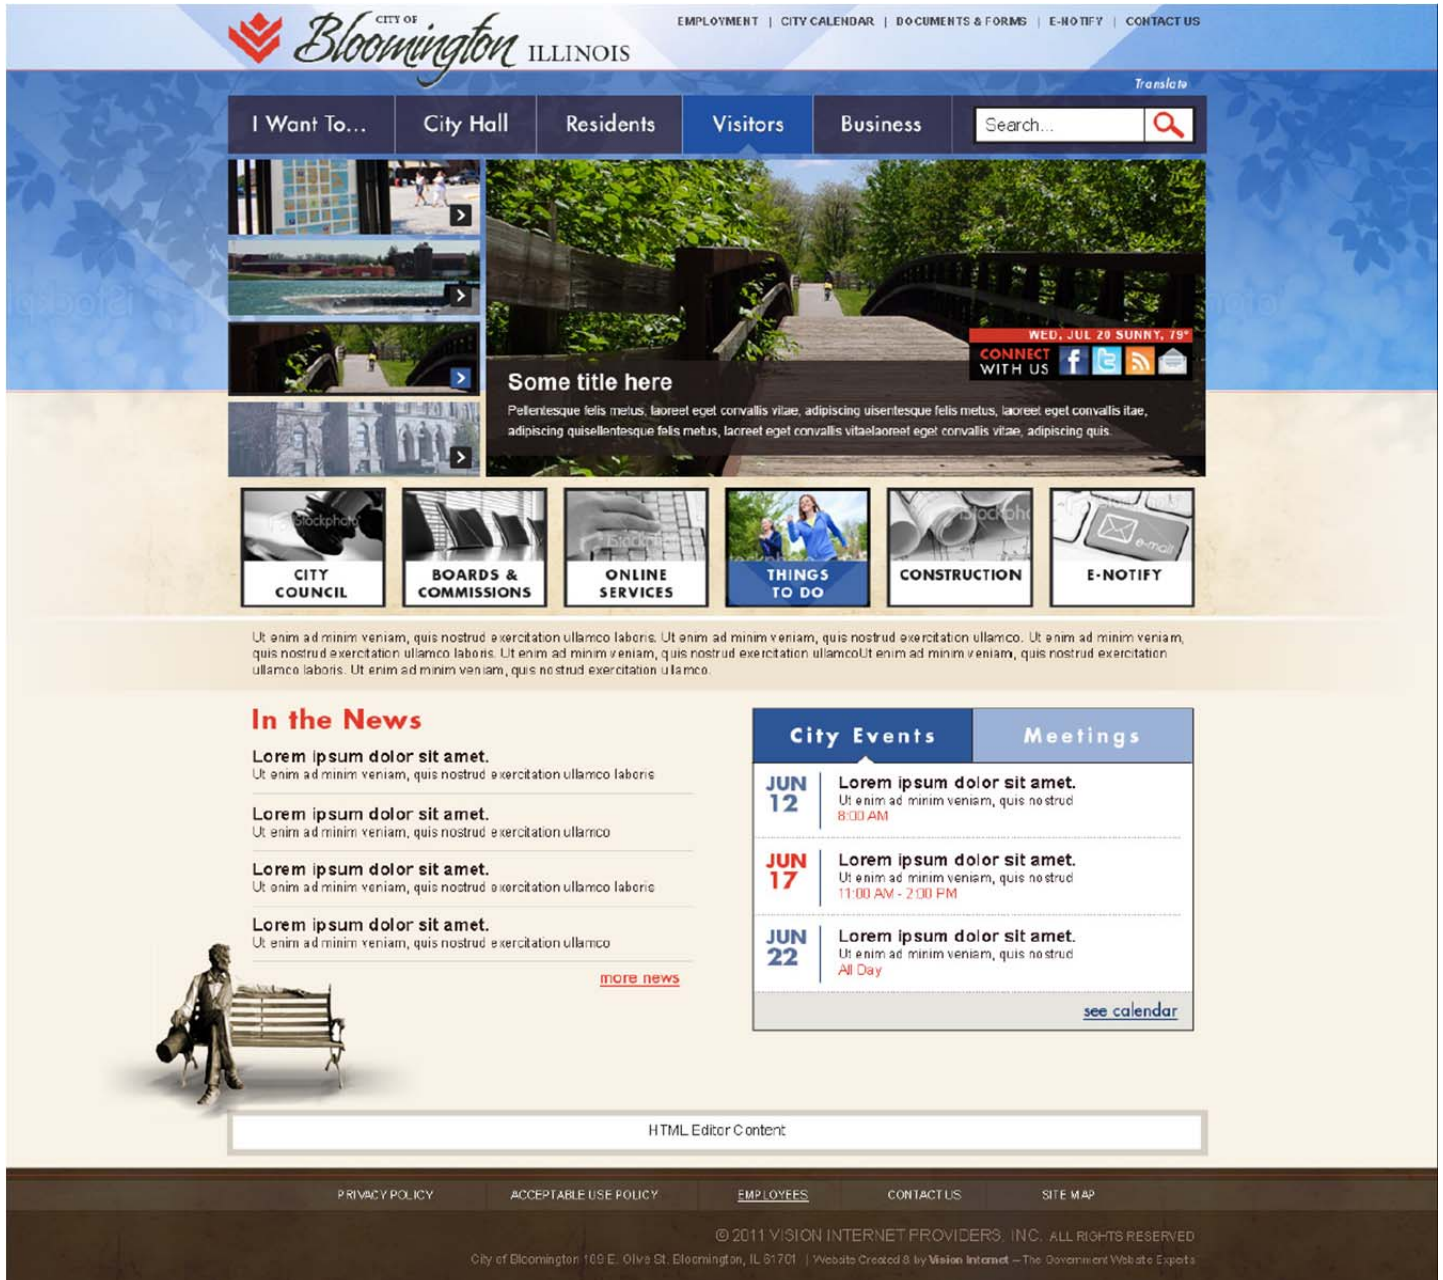 CITY OF
Bloomington ILLINOIS
EMPLOYMENT | CITY CALENDAR | DOCUMENTS & FORMS | E-NOTIFY | CONTACT US
Translate
I Want To... City Hall Residents Visitors Business Search...
WED, JUL 20 SUNNY, 79°
CONNECT
WITH US
Some title here
Pellentesque felis metus, laoreet eget convallis vitae, adipiscing uisentesque felis metus, laoreet eget convallis itae,
adipiscing quisellentesque felis metus, laoreet eget convallis vitaelaoreet eget convallis vitae, adipiscing quis.
iStockphoto
e-mail
CITY
COUNCIL
BOARDS &
COMMISSIONS
ONLINE
SERVICES
THINGS
TO DO
CONSTRUCTION
E-NOTIFY
Ut enim ad minim veniam, quis nostrud exercitation ullamco laboris. Ut enim ad minim veniam, quis nostrud exercitation ullamco. Ut enim ad minim veniam,
quis nostrud exercitation ullamco laboris. Ut enim ad minim veniam, quis nostrud exercitation ullamcoUt enim ad minim veniam, quis nostrud exercitation
ullamco laboris. Ut enim ad minim veniam, quis nostrud exercitation ullamco.
In the News
Lorem ipsum dolor sit amet.
Ut enim ad minim veniam, quis nostrud exercitation ullamco laboris
Lorem ipsum dolor sit amet.
Ut enim ad minim veniam, quis nostrud exercitation ullamco
Lorem ipsum dolor sit amet.
Ut enim ad minim veniam, quis nostrud exercitation ullamco laboris
Lorem ipsum dolor sit amet.
Ut enim ad minim veniam, quis nostrud exercitation ullamco
more news
City Events Meetings
JUN
12
Lorem ipsum dolor sit amet.
Ut enim ad minim veniam, quis nostrud
8:00 AM
JUN
17
Lorem ipsum dolor sit amet.
Ut enim ad minim veniam, quis nostrud
11:00 AM - 2:00 PM
JUN
22
Lorem ipsum dolor sit amet.
Ut enim ad minim veniam, quis nostrud
All Day
see calendar
HTML Editor Content
PRIVACY POLICY ACCEPTABLE USE POLICY EMPLOYEES CONTACT US SITE MAP
© 2011 VISION INTERNET PROVIDERS, INC. ALL RIGHTS RESERVED
City of Bloomington 109 E. Olive St. Bloomington, IL 61701 | Website Created & by Vision Internet – The Government Website Experts